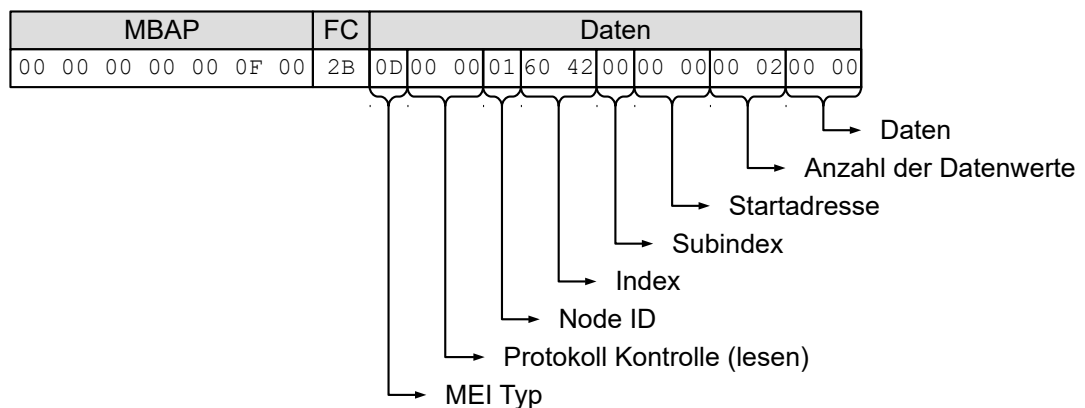 MBAP FC Daten
00 00 00 00 00 0F 00 2B 0D 00 00 01 60 42 00 00 00 00 02 00 00
Daten
Anzahl der Datenwerte
Startadresse
Subindex
Index
Node ID
Protokoll Kontrolle (lesen)
MEI Typ